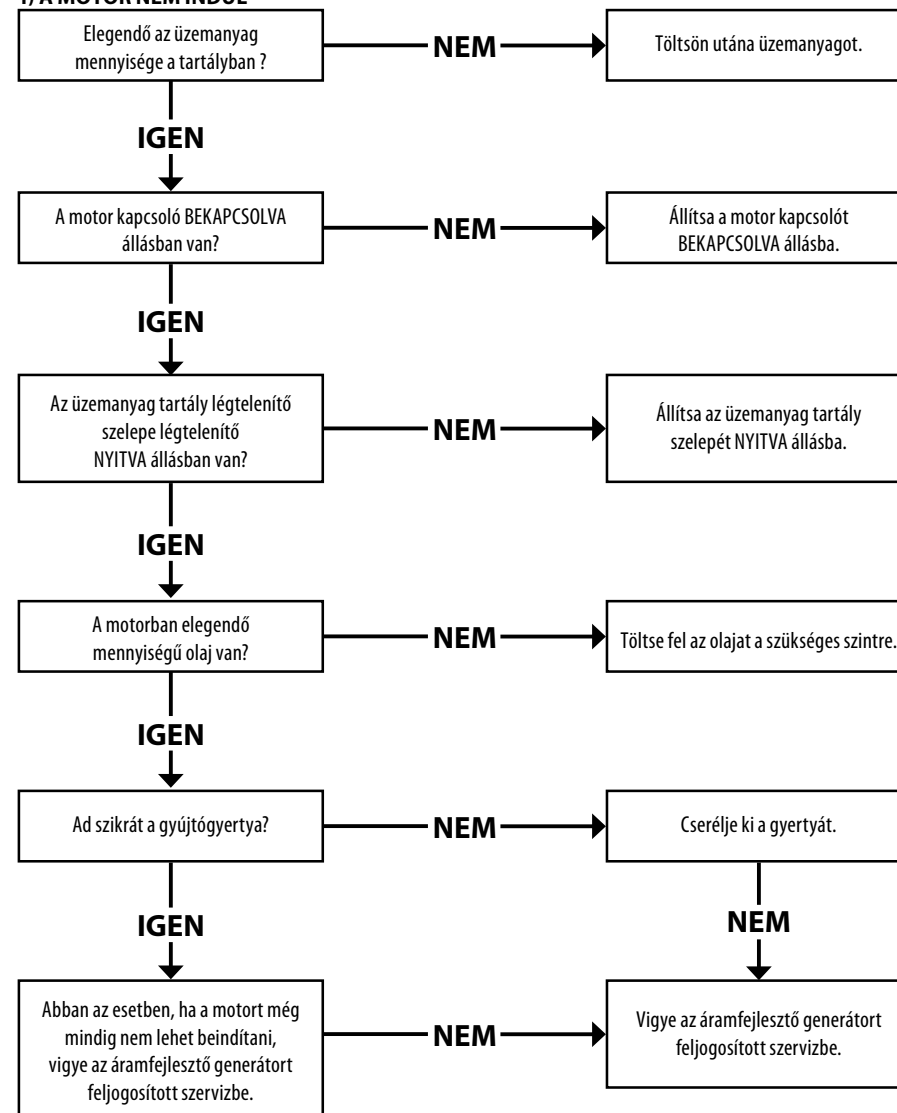 1) A MOTOR NEM INDUL
Elegendő az üzemanyag
mennyisége a tartályban ?
NEM
Töltsön utána üzemanyagot.
IGEN
A motor kapcsoló BEKAPCSOLVA
állásban van?
NEM
Állítsa a motor kapcsolót
BEKAPCSOLVA állásba.
IGEN
Az üzemanyag tartály légtelenítő
szelepe légtelenítő
NYITVA állásban van?
NEM
Állítsa az üzemanyag tartály
szelepét NYITVA állásba.
IGEN
A motorban elegendő
mennyiségű olaj van?
NEM
Töltse fel az olajat a szükséges szintre.
IGEN
Ad szikrát a gyújtógyertya?
NEM
Cserélje ki a gyertyát.
IGEN
NEM
Abban az esetben, ha a motort még
mindig nem lehet beindítani,
vigye az áramfejlesztő generátort
feljogosított szervizbe.
NEM
Vigye az áramfejlesztő generátort
feljogosított szervizbe.